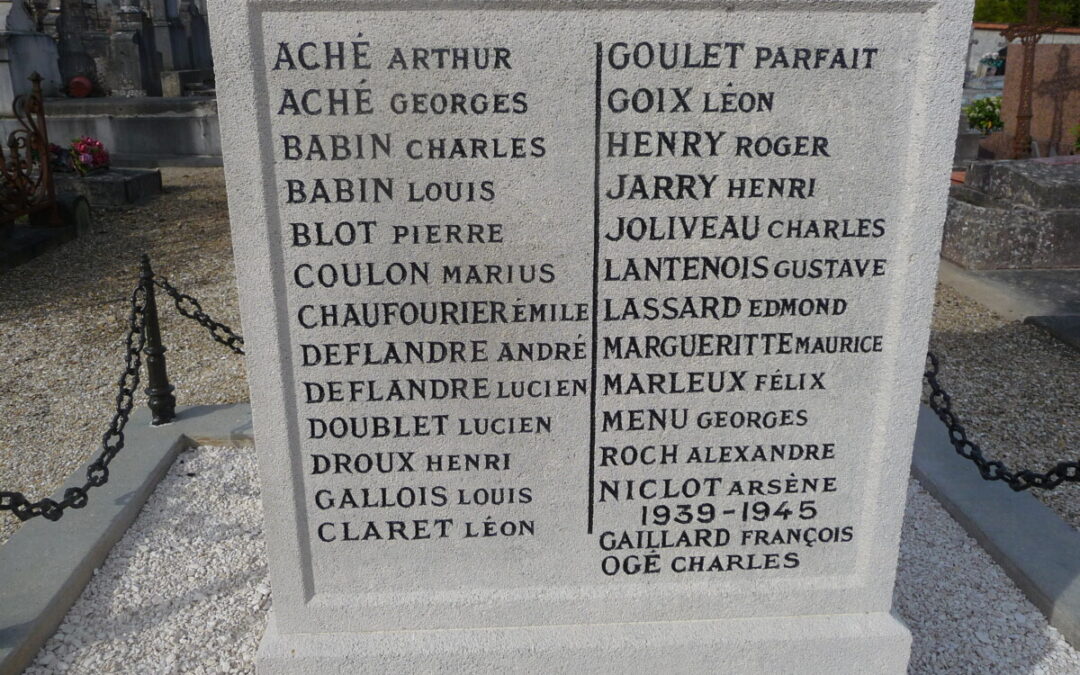 ACHÉ ARTHUR
ACHÉ GEORGES
BABIN CHARLES
BABIN LOUIS
BLOT PIERRE
COULON MARIUS
CHAUFOURIER ÉMILE
DEFLANDRE ANDRÉ
DEFLANDRE LUCIEN
DOUBLET LUCIEN
DROUX HENRI
GALLOIS LOUIS
CLARET LÉON
GOULET PARFAIT
GOIX LÉON
HENRY ROGER
JARRY HENRI
JOLIVEAU CHARLES
LANTENOIS GUSTAVE
LASSARD EDMOND
MARGUERITTE MAURICE
MARLEUX FÉLIX
MENU GEORGES
ROCH ALEXANDRE
NICLOT ARSÈNE
1939-1945
GAILLARD FRANÇOIS
OGÉ CHARLES